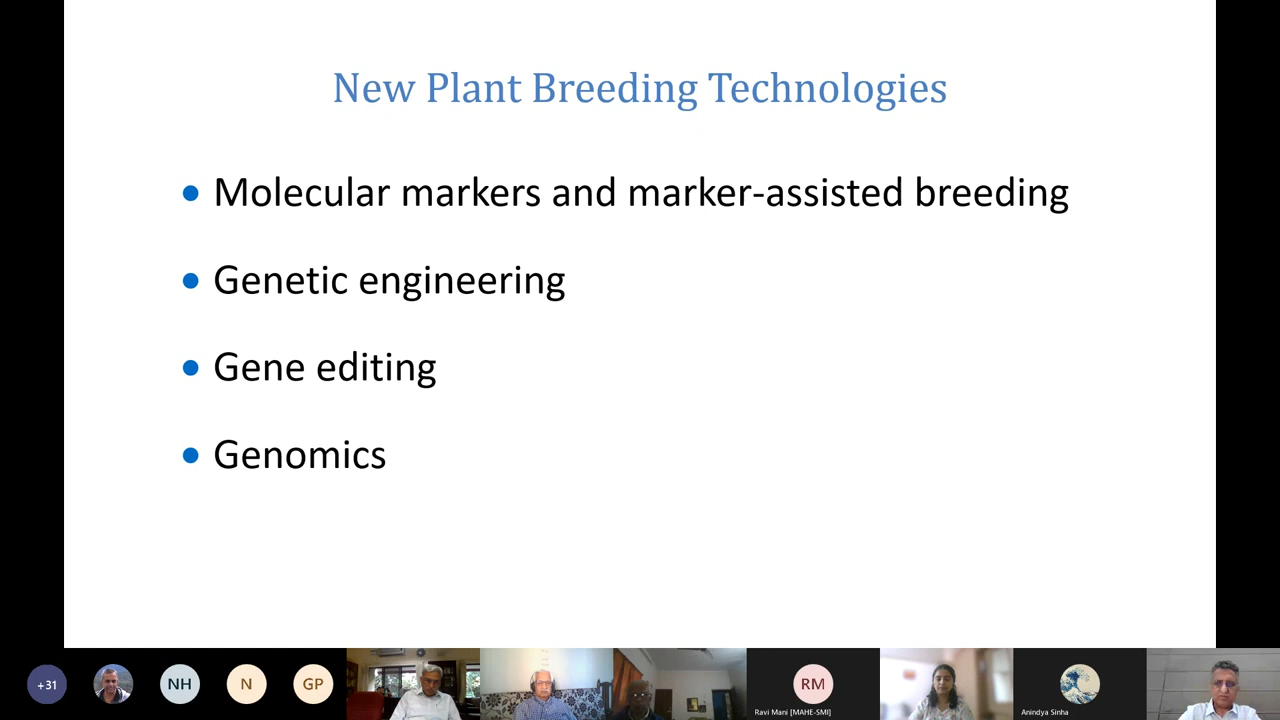 New Plant Breeding Technologies
• Molecular markers and marker-assisted breeding
• Genetic engineering
• Gene editing
• Genomics
+31
NH
N
GP
RM
Ravi Mani [MAHE-SMI]
Anindya Sinha